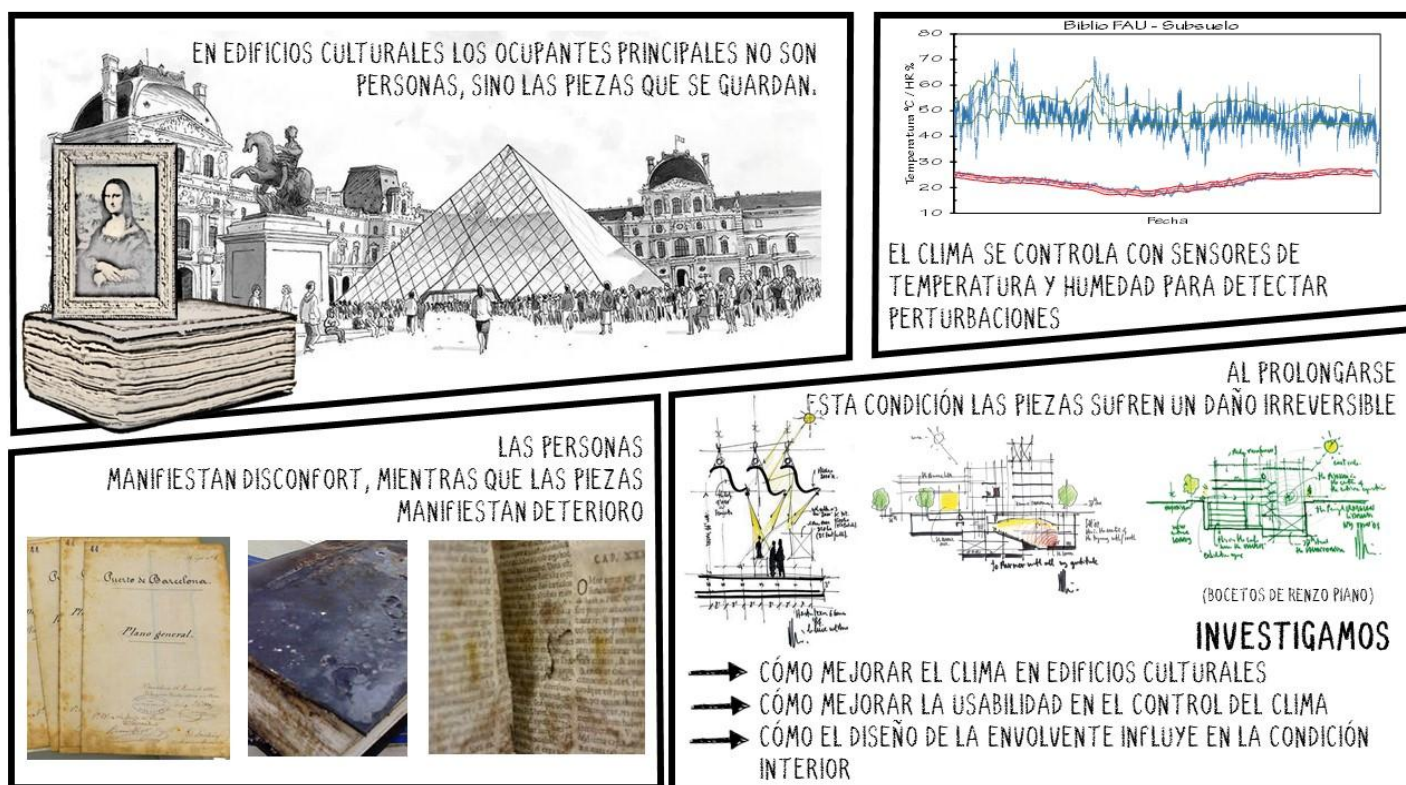 EN EDIFICIOS CULTURALES LOS OCUPANTES PRINCIPALES NO SON
PERSONAS, SINO LAS PIEZAS QUE SE GUARDAN.
Biblio FAU - Subsuelo
Temperatura ºC / HR%
80
70
60
50
40
30
20
10
Fecha
EL CLIMA SE CONTROLA CON SENSORES DE
TEMPERATURA Y HUMEDAD PARA DETECTAR
PERTURBACIONES
LAS PERSONAS
MANIFIESTAN DISCONFORT, MIENTRAS QUE LAS PIEZAS
MANIFIESTAN DETERIORO
Puerto de Barcelona.
Plano general.
CAP. XXI
AL PROLONGARSE
ESTA CONDICIÓN LAS PIEZAS SUFREN UN DAÑO IRREVERSIBLE
(BOCETOS DE RENZO PIANO)
INVESTIGAMOS
CÓMO MEJORAR EL CLIMA EN EDIFICIOS CULTURALES
CÓMO MEJORAR LA USABILIDAD EN EL CONTROL DEL CLIMA
CÓMO EL DISEÑO DE LA ENVOLVENTE INFLUYE EN LA CONDICIÓN
INTERIOR